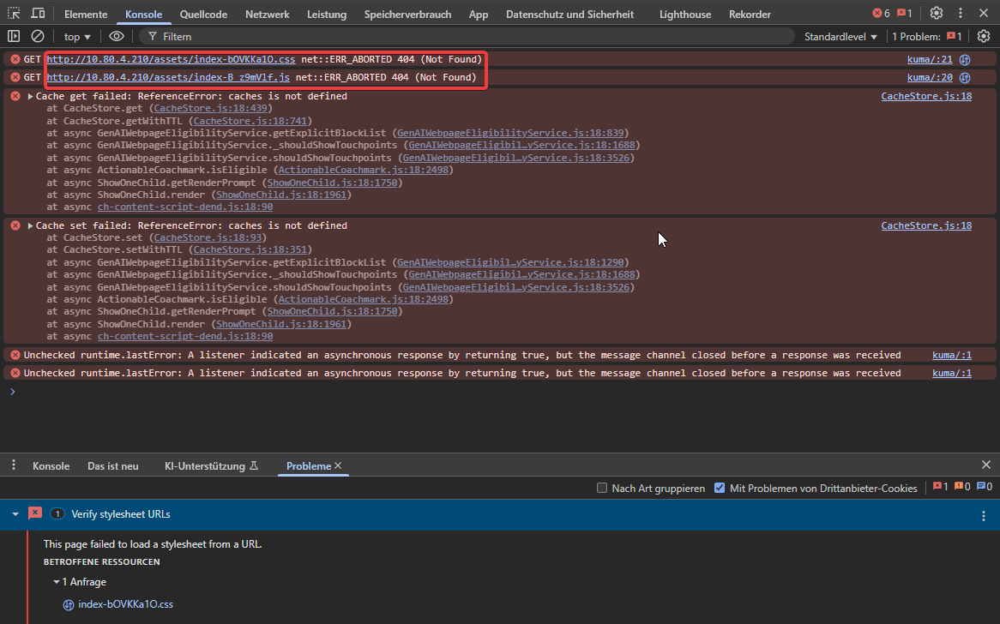 Elemente Konsole Quellcode Netzwerk Leistung Speicherverbrauch App Datenschutz und Sicherheit Lighthouse Rekorder 6 1
top Filtern Standardlevel 1 Problem: 1
GET http://10.80.4.210/assets/index-bOVKKa1O.css net::ERR_ABORTED 404 (Not Found) kuma/:21
GET http://10.80.4.210/assets/index-B_z9mVlf.js net::ERR_ABORTED 404 (Not Found) kuma/:20
Cache get failed: ReferenceError: caches is not defined CacheStore.js:18
at CacheStore.get (CacheStore.js:18:439)
at CacheStore.getWithTTL (CacheStore.js:18:741)
at async GenAIWebpageEligibilityService.getExplicitBlockList (GenAIWebpageEligibilityService.js:18:839)
at async GenAIWebpageEligibilityService._shouldShowTouchpoints (GenAIWebpageEligibil…yService.js:18:1688)
at async GenAIWebpageEligibilityService.shouldShowTouchpoints (GenAIWebpageEligibil…yService.js:18:3526)
at async ActionableCoachmark.isEligible (ActionableCoachmark.js:18:2498)
at async ShowOneChild.getRenderPrompt (ShowOneChild.js:18:1750)
at async ShowOneChild.render (ShowOneChild.js:18:1961)
at async ch-content-script-dend.js:18:90
Cache set failed: ReferenceError: caches is not defined CacheStore.js:18
at CacheStore.set (CacheStore.js:18:93)
at CacheStore.setWithTTL (CacheStore.js:18:351)
at async GenAIWebpageEligibilityService.getExplicitBlockList (GenAIWebpageEligibil…yService.js:18:1290)
at async GenAIWebpageEligibilityService._shouldShowTouchpoints (GenAIWebpageEligibil…yService.js:18:1688)
at async GenAIWebpageEligibilityService.shouldShowTouchpoints (GenAIWebpageEligibil…yService.js:18:3526)
at async ActionableCoachmark.isEligible (ActionableCoachmark.js:18:2498)
at async ShowOneChild.getRenderPrompt (ShowOneChild.js:18:1750)
at async ShowOneChild.render (ShowOneChild.js:18:1961)
at async ch-content-script-dend.js:18:90
Unchecked runtime.lastError: A listener indicated an asynchronous response by returning true, but the message channel closed before a response was received kuma/:1
Unchecked runtime.lastError: A listener indicated an asynchronous response by returning true, but the message channel closed before a response was received kuma/:1
Konsole Das ist neu KI-Unterstützung Probleme
Nach Art gruppieren Mit Problemen von Drittanbieter-Cookies 1 0 0
1 Verify stylesheet URLs
This page failed to load a stylesheet from a URL.
BETROFFENE RESSOURCEN
1 Anfrage
index-bOVKKa1O.css